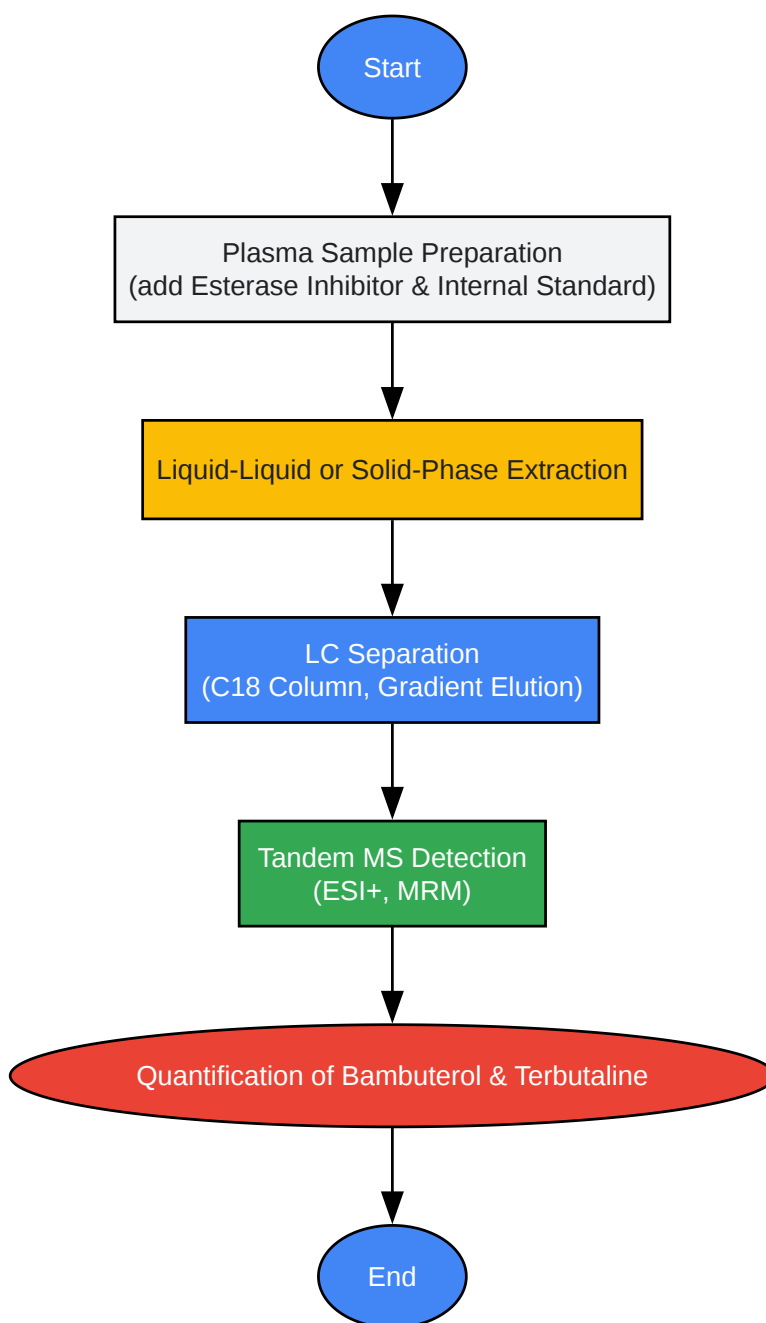 Start
Plasma Sample Preparation
(add Esterase Inhibitor & Internal Standard)
Liquid-Liquid or Solid-Phase Extraction
LC Separation
(C18 Column, Gradient Elution)
Tandem MS Detection
(ESI+, MRM)
Quantification of Bambuterol & Terbutaline
End